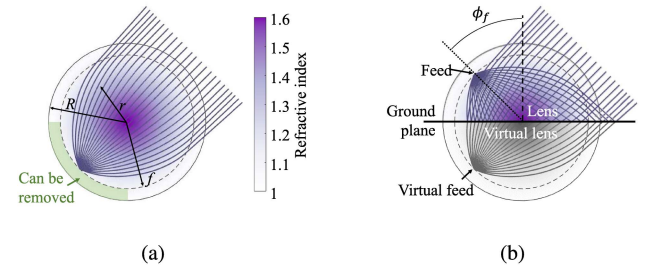 R
r
f
Can be
removed
1.6
1.5
1.4
1.3
1.2
1.1
1
Refractive index
(a)
ϕf
Feed
Ground
plane
Lens
Virtual lens
Virtual feed
(b)